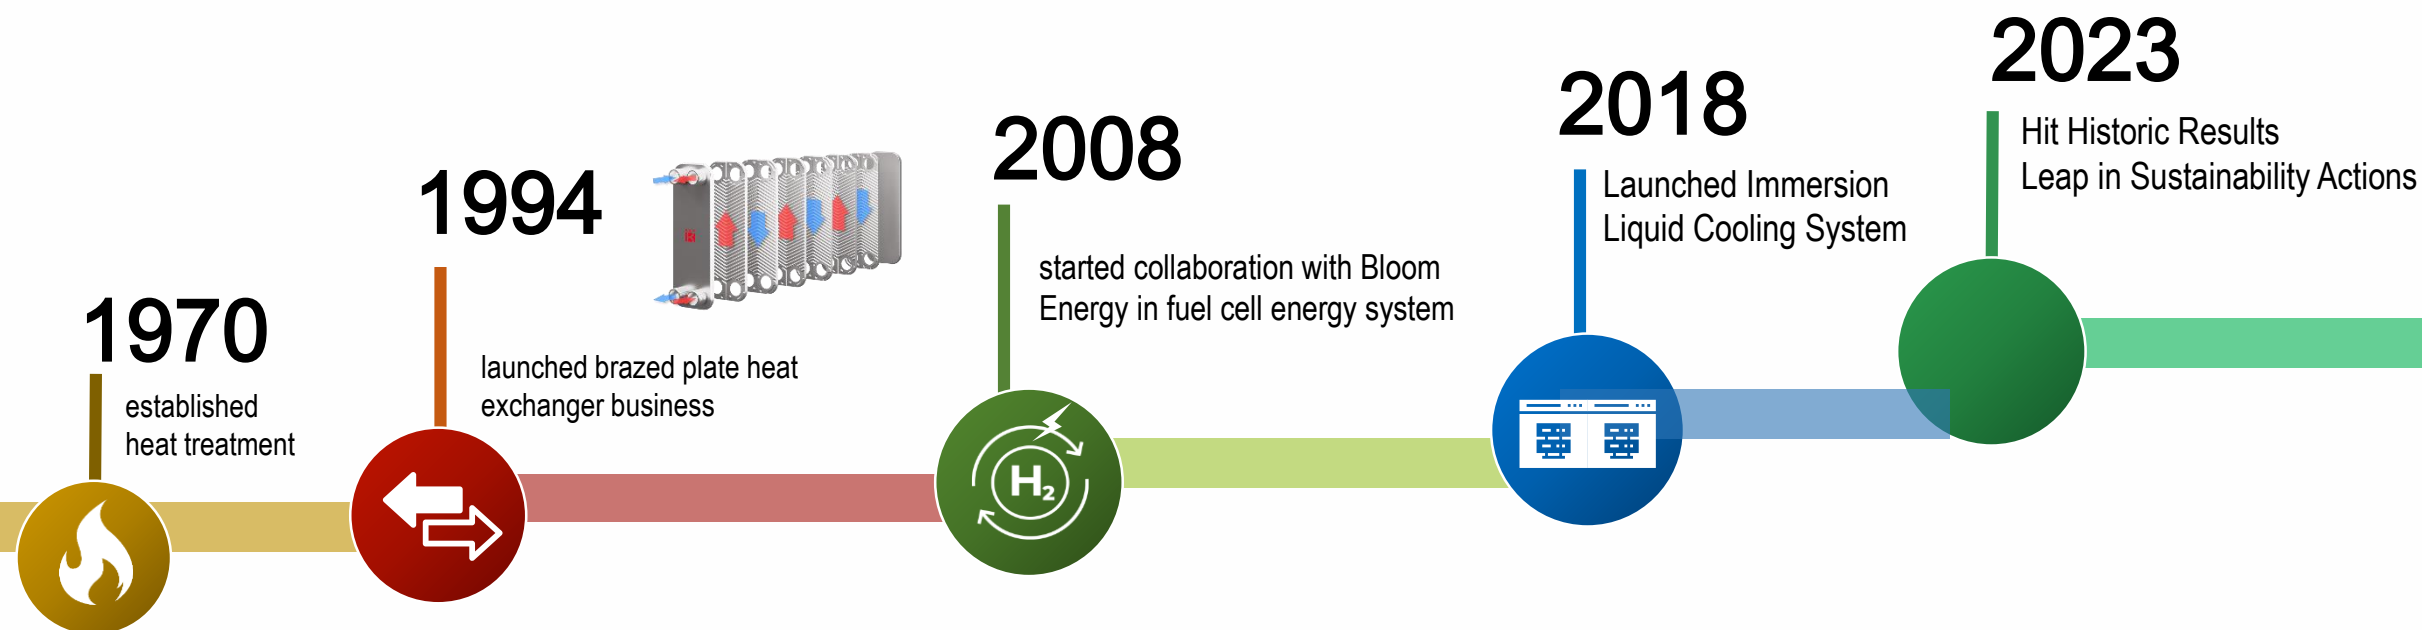 1970
established
heat treatment
1994
launched brazed plate heat
exchanger business
2008
started collaboration with Bloom
Energy in fuel cell energy system
H2
2018
Launched Immersion
Liquid Cooling System
2023
Hit Historic Results
Leap in Sustainability Actions